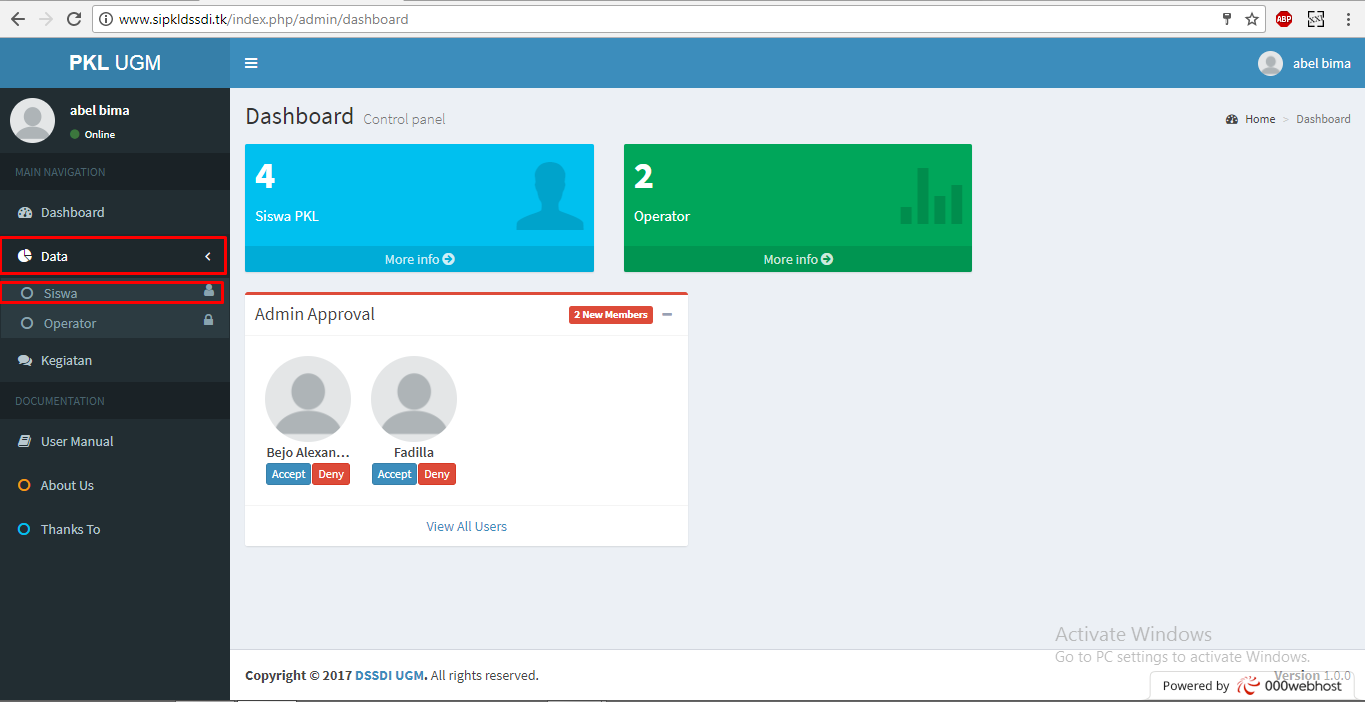 www.sipkldssdi.tk/index.php/admin/dashboard
ABP
PKL UGM
abel bima
abel bima
Online
MAIN NAVIGATION
Dashboard
Data
Siswa
Operator
Kegiatan
DOCUMENTATION
User Manual
About Us
Thanks To
Dashboard Control panel
Home > Dashboard
4
Siswa PKL
More info
2
Operator
More info
Admin Approval
2 New Members
Bejo Alexan...
Fadilla
Accept Deny
Accept Deny
View All Users
Activate Windows
Go to PC settings to activate Windows.
Copyright © 2017 DSSDI UGM. All rights reserved.
Version 1.0.0
Powered by 000webhost